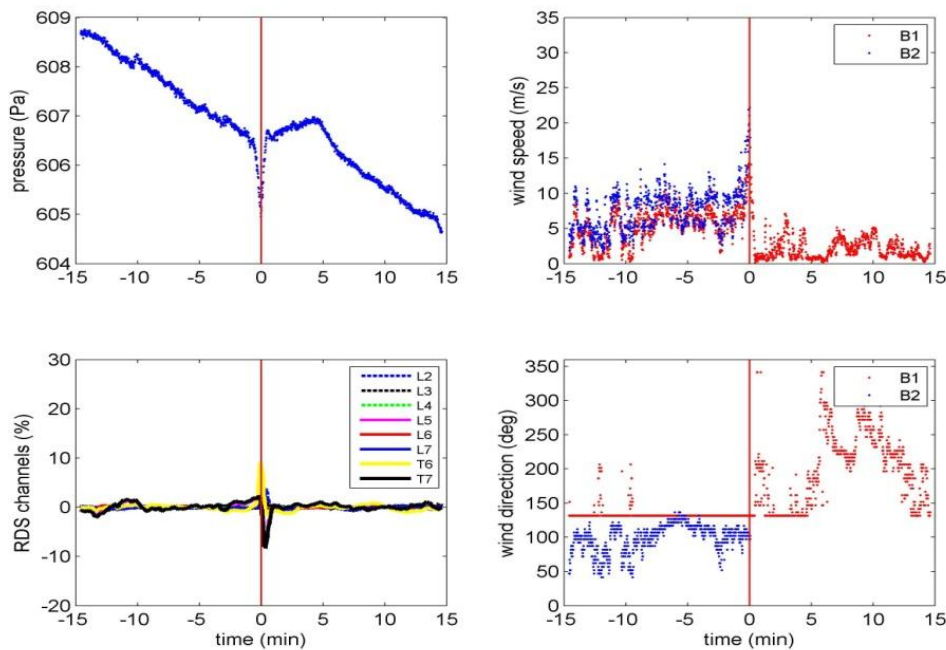 609
608
607
606
605
604
pressure (Pa)
-15 -10 -5 0 5 10 15
35
30
25
20
15
10
5
0
wind speed (m/s)
B1
B2
-15 -10 -5 0 5 10 15
30
20
10
0
-10
-20
RDS channels (%)
L2
L3
L4
L5
L6
L7
T6
T7
-15 -10 -5 0 5 10 15
time (min)
350
300
250
200
150
100
50
0
wind direction (deg)
B1
B2
-15 -10 -5 0 5 10 15
time (min)